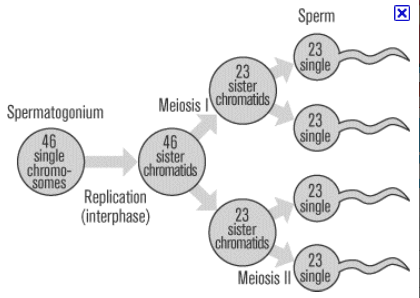 Sperm
23
single
23
sister
chromatids
Meiosis I
Spermatogonium
23
single
46
single
chromo-
somes
46
sister
chromatids
Replication
(interphase)
23
single
23
sister
chromatids
Meiosis II
23
single